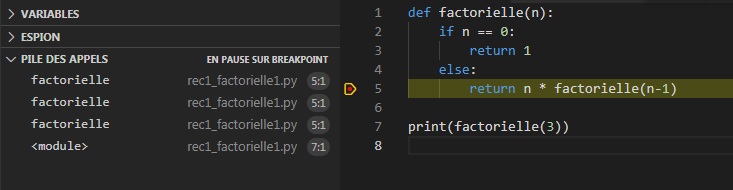 VARIABLES
ESPION
PILE DES APPELS EN PAUSE SUR BREAKPOINT
factorielle rec1_factorielle1.py 5:1
factorielle rec1_factorielle1.py 5:1
factorielle rec1_factorielle1.py 5:1
<module> rec1_factorielle1.py 7:1
1 def factorielle(n):
2 if n == 0:
3 return 1
4 else:
5 return n * factorielle(n-1)
6
7 print(factorielle(3))
8